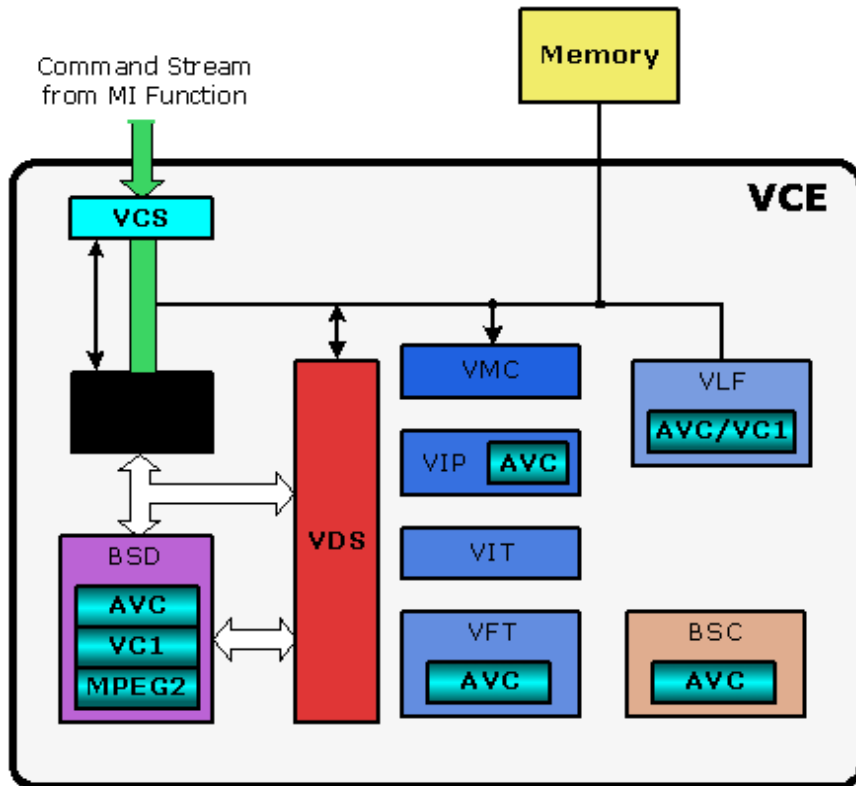 Memory
Command Stream
from MI Function
VCE
VCS
VMC
VLF
AVC/VC1
VIP
AVC
VDS
VIT
BSD
AVC
VC1
MPEG2
VFT
AVC
BSC
AVC